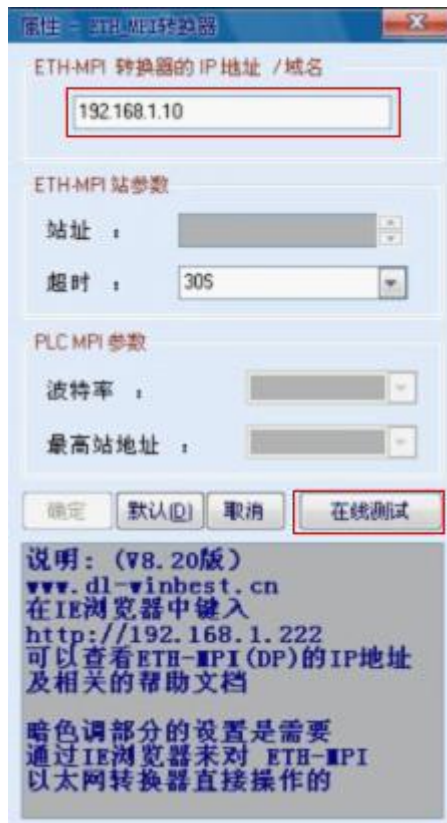 属性 - ETH_MPI转换器
ETH-MPI 转换器的 IP 地址 / 域名
192.168.1.10
ETH-MPI 站参数
站址 :
超时 : 30S
PLC MPI 参数
波特率 :
最高站地址 :
确定 默认(D) 取消 在线测试
说明: (V8.20版)
www.dl-winbest.cn
在IE浏览器中键入
http://192.168.1.222
可以查看ETH-MPI(DP)的IP地址
及相关的帮助文档
暗色调部分的设置是需要
通过IE浏览器来对 ETH-MPI
以太网转换器直接操作的